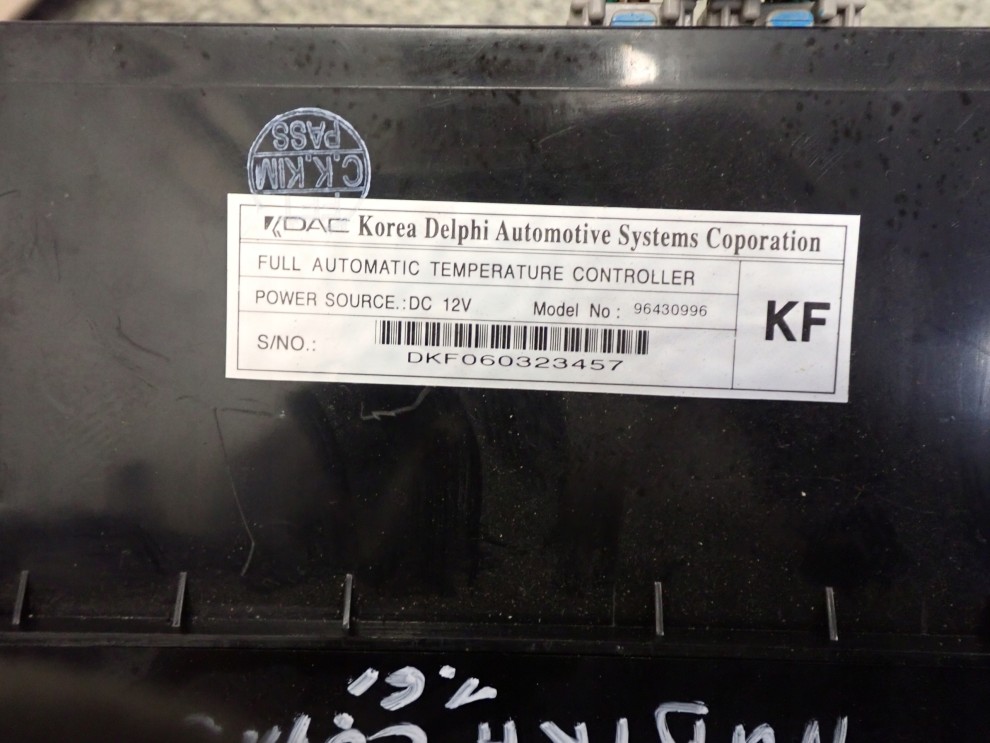 PASS
C.K.KIM
KDAC Korea Delphi Automotive Systems Coporation
FULL AUTOMATIC TEMPERATURE CONTROLLER
POWER SOURCE.:DC 12V Model No : 96430996
KF
S/NO.:
DKF060323457